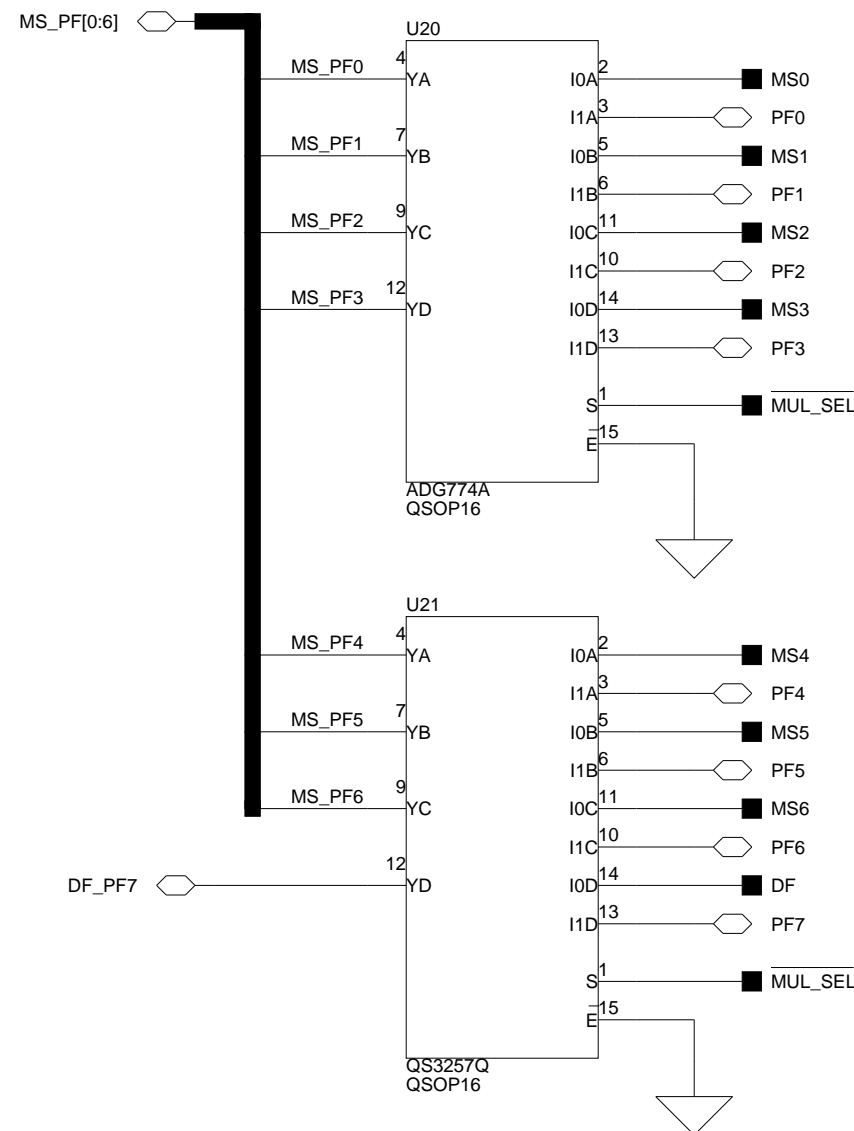 MS_PF[0:6]
U20
MS_PF0 4 YA I0A 2 MS0
I1A 3 PF0
MS_PF1 7 YB I0B 5 MS1
I1B 6 PF1
MS_PF2 9 YC I0C 11 MS2
I1C 10 PF2
MS_PF3 12 YD I0D 14 MS3
I1D 13 PF3
S 1 MUL_SEL
E 15
ADG774A
QSOP16
U21
MS_PF4 4 YA I0A 2 MS4
I1A 3 PF4
MS_PF5 7 YB I0B 5 MS5
I1B 6 PF5
MS_PF6 9 YC I0C 11 MS6
I1C 10 PF6
DF_PF7 12 YD I0D 14 DF
I1D 13 PF7
S 1 MUL_SEL
E 15
QS3257Q
QSOP16